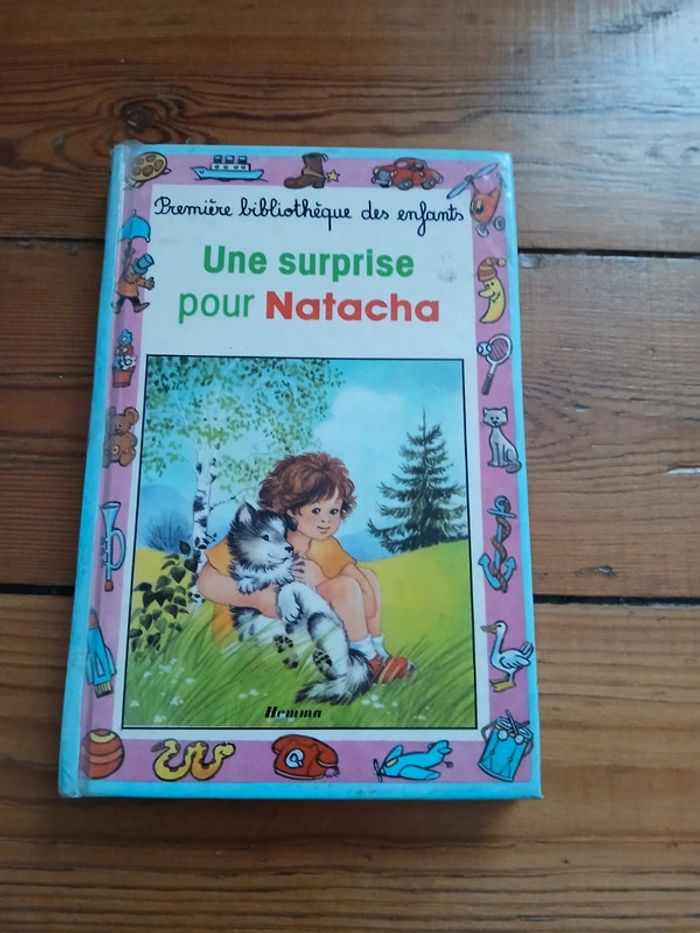 Première bibliothèque des enfants
Une surprise
pour Natacha
Hemma